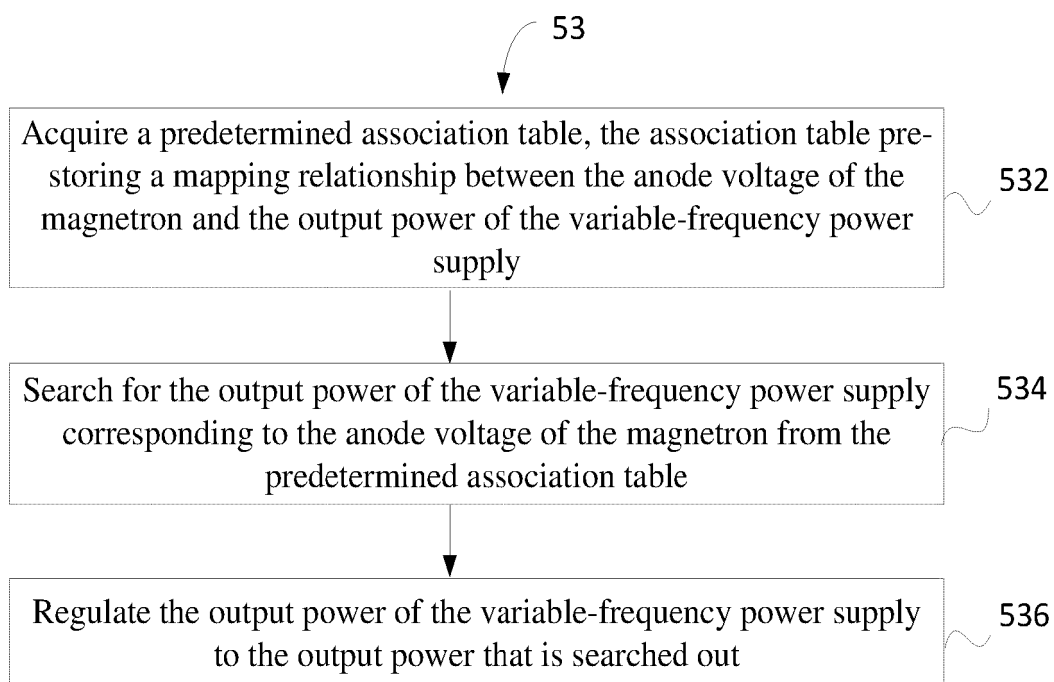 53
Acquire a predetermined association table, the association table pre-
storing a mapping relationship between the anode voltage of the
magnetron and the output power of the variable-frequency power
supply
532
Search for the output power of the variable-frequency power supply
corresponding to the anode voltage of the magnetron from the
predetermined association table
534
Regulate the output power of the variable-frequency power supply
to the output power that is searched out
536